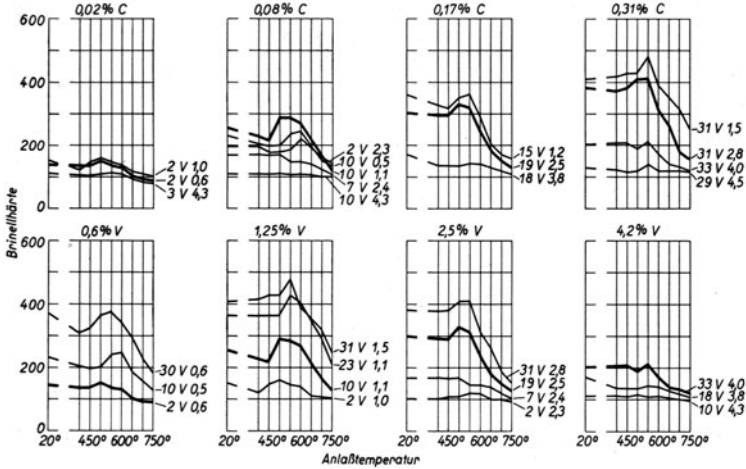 0,02% C
0,08% C
0,17% C
0,31% C
600
400
200
0
2 V 1,0
2 V 0,6
3 V 4,3
2 V 2,3
10 V 0,5
10 V 1,1
7 V 2,4
10 V 4,3
15 V 1,2
19 V 2,5
18 V 3,8
31 V 1,5
31 V 2,8
33 V 4,0
29 V 4,5
Brinellhärte
0,6% V
1,25% V
2,5% V
4,2% V
600
400
200
0
30 V 0,6
10 V 0,5
2 V 0,6
31 V 1,5
23 V 1,1
10 V 1,1
2 V 1,0
31 V 2,8
19 V 2,5
7 V 2,4
2 V 2,3
33 V 4,0
18 V 3,8
10 V 4,3
20° 450° 600° 750°
20° 450° 600° 750°
20° 450° 600° 750°
20° 450° 600° 750°
Anlaßtemperatur